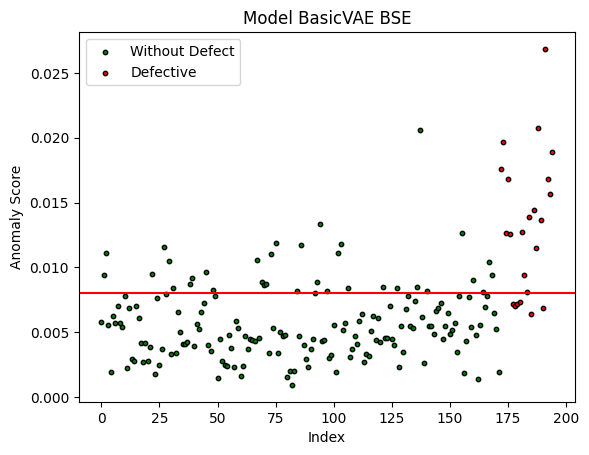 Model BasicVAE BSE
Without Defect
Defective
0.025
0.020
0.015
0.010
0.005
0.000
Anomaly Score
0 25 50 75 100 125 150 175 200
Index